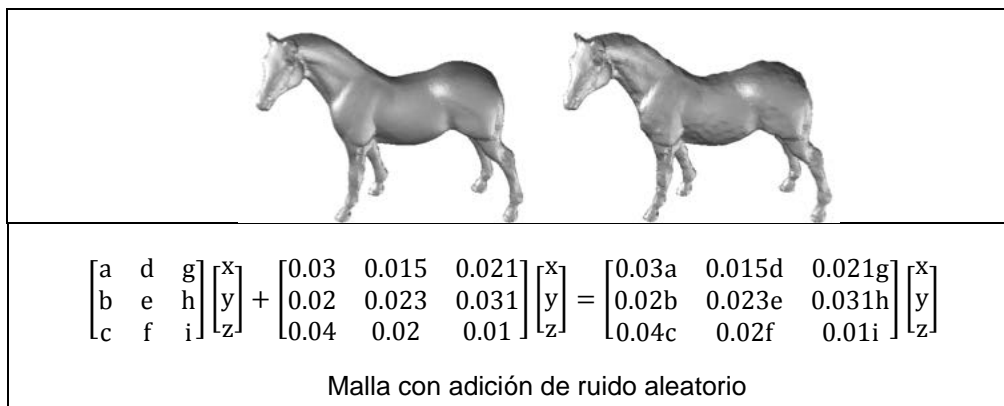 [a d g] [x] + [0.03 0.015 0.021] [x] = [0.03a 0.015d 0.021g] [x]
[b e h] [y] + [0.02 0.023 0.031] [y] = [0.02b 0.023e 0.031h] [y]
[c f i] [z] + [0.04 0.02 0.01] [z] = [0.04c 0.02f 0.01i] [z]
Malla con adición de ruido aleatorio